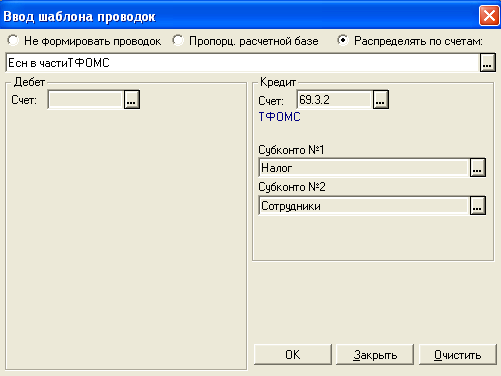 Ввод шаблона проводок
Не формировать проводок Пропорц. расчетной базе Распределять по счетам:
Есн в частиТФОМС ...
Дебет
Счет: ...
Кредит
Счет: 69.3.2 ...
ТФОМС
Субконто №1
Налог ...
Субконто №2
Сотрудники ...
OK Закрыть Очистить